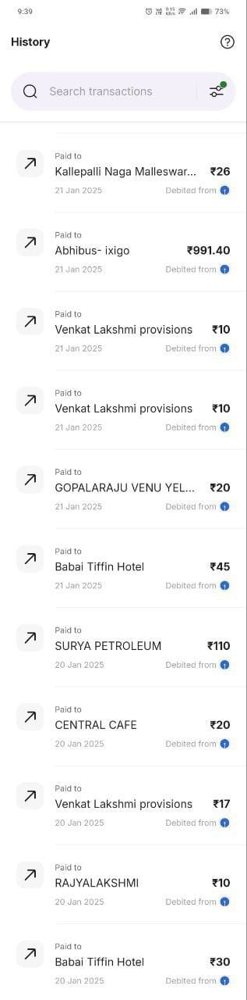 9:39
Vo) LTE 0.15 KB/s 73%
History
Search transactions
Paid to
Kallepalli Naga Malleswar... ₹26
21 Jan 2025 Debited from
Paid to
Abhibus- ixigo ₹991.40
21 Jan 2025 Debited from
Paid to
Venkat Lakshmi provisions ₹10
21 Jan 2025 Debited from
Paid to
Venkat Lakshmi provisions ₹10
21 Jan 2025 Debited from
Paid to
GOPALARAJU VENU YEL... ₹20
21 Jan 2025 Debited from
Paid to
Babai Tiffin Hotel ₹45
21 Jan 2025 Debited from
Paid to
SURYA PETROLEUM ₹110
20 Jan 2025 Debited from
Paid to
CENTRAL CAFE ₹20
20 Jan 2025 Debited from
Paid to
Venkat Lakshmi provisions ₹17
20 Jan 2025 Debited from
Paid to
RAJYALAKSHMI ₹10
20 Jan 2025 Debited from
Paid to
Babai Tiffin Hotel ₹30
20 Jan 2025 Debited from